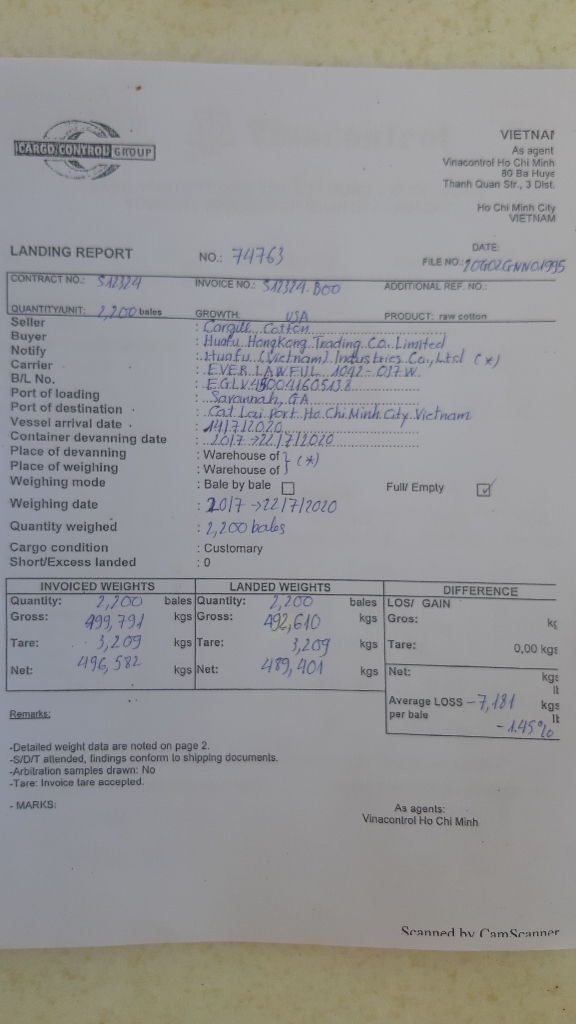 CARGO CONTROL GROUP
VIETNA
As agent
Vinacontrol Ho Chi Minh
80 Ba Huye
Thanh Quan Str., 3 Dist.
Ho Chi Minh City
VIETNAM
LANDING REPORT
NO.: 74763
DATE:
FILE NO.: 20G02GNN01995
CONTRACT NO.: S12324
INVOICE NO.: S12324.B00
ADDITIONAL REF. NO.:
QUANTITY/UNIT: 2,200 bales
GROWTH: USA
PRODUCT: raw cotton
Seller : Cargill Cotton
Buyer : Huafu Hongkong Trading Co. Limited
Notify : Huafu (Vietnam) Industries Co., Ltd (*)
Carrier : EVER LAWFUL 1042-017W
B/L No. : EGLV
Port of loading : Savannah, GA
Port of destination : Cat Lai Port, Ho Chi Minh City, Vietnam
Vessel arrival date : 14/7/2020
Container devanning date : 20/7->22/7/2020
Place of devanning : Warehouse of } (*)
Place of weighing : Warehouse of
Weighing mode : Bale by bale ☐ Full/ Empty ☑
Weighing date : 20/7 ->22/7/2020
Quantity weighed : 2,200 bales
Cargo condition : Customary
Short/Excess landed : 0
INVOICED WEIGHTS LANDED WEIGHTS DIFFERENCE
Quantity: 2,200 bales Quantity: 2,200 bales LOS/ GAIN
Gross: 499,791 kgs Gross: 492,610 kgs Gros: kg
Tare: 3,209 kgs Tare: 3,209 kgs Tare: 0,00 kgs
Net: 496,582 kgs Net: 489,401 kgs Net: kgs
lt
Average LOSS -7,181 kgs
per bale lt
-1.45%
Remarks:
-Detailed weight data are noted on page 2.
-S/D/T attended, findings conform to shipping documents.
-Arbitration samples drawn: No
-Tare: Invoice tare accepted.
- MARKS:
As agents:
Vinacontrol Ho Chi Minh
Scanned by CamScanner